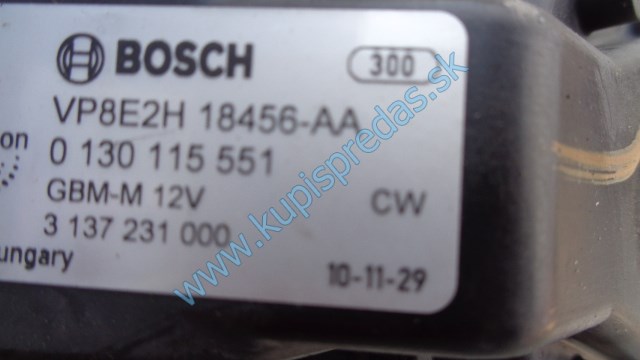 BOSCH 300
VP8E2H 18456-AA
on 0 130 115 551
GBM-M 12V CW
3 137 231 000
ungary 10-11-29
www.kupispredas.sk